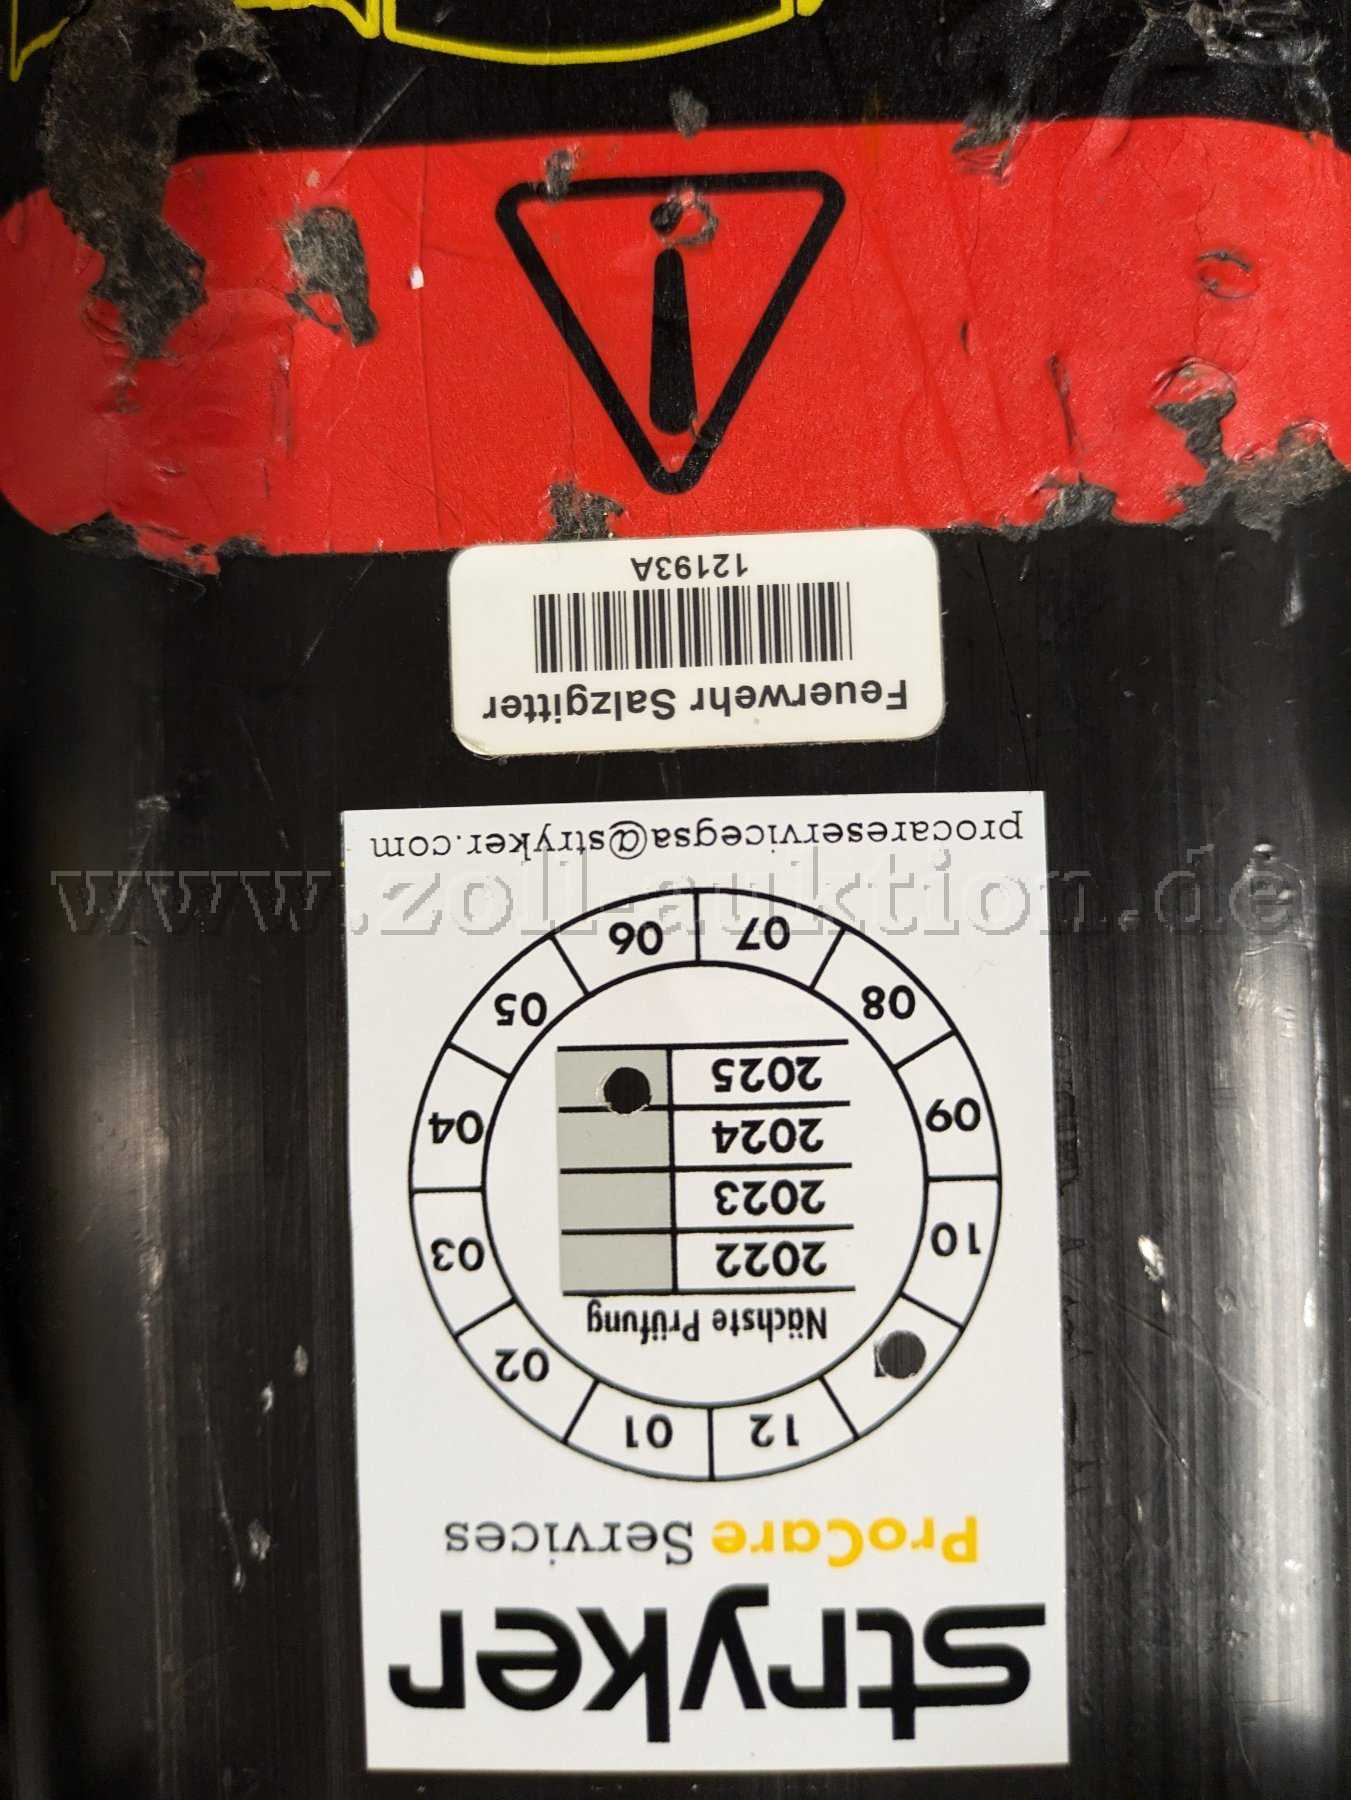 stryker
ProCare Services
12
01
02
03
04
05
06
07
08
09
10
Nächste Prüfung
2022
2023
2024
2025
procareservicegsa@stryker.com
Feuerwehr Salzgitter
12193A
www.zoll-auktion.de